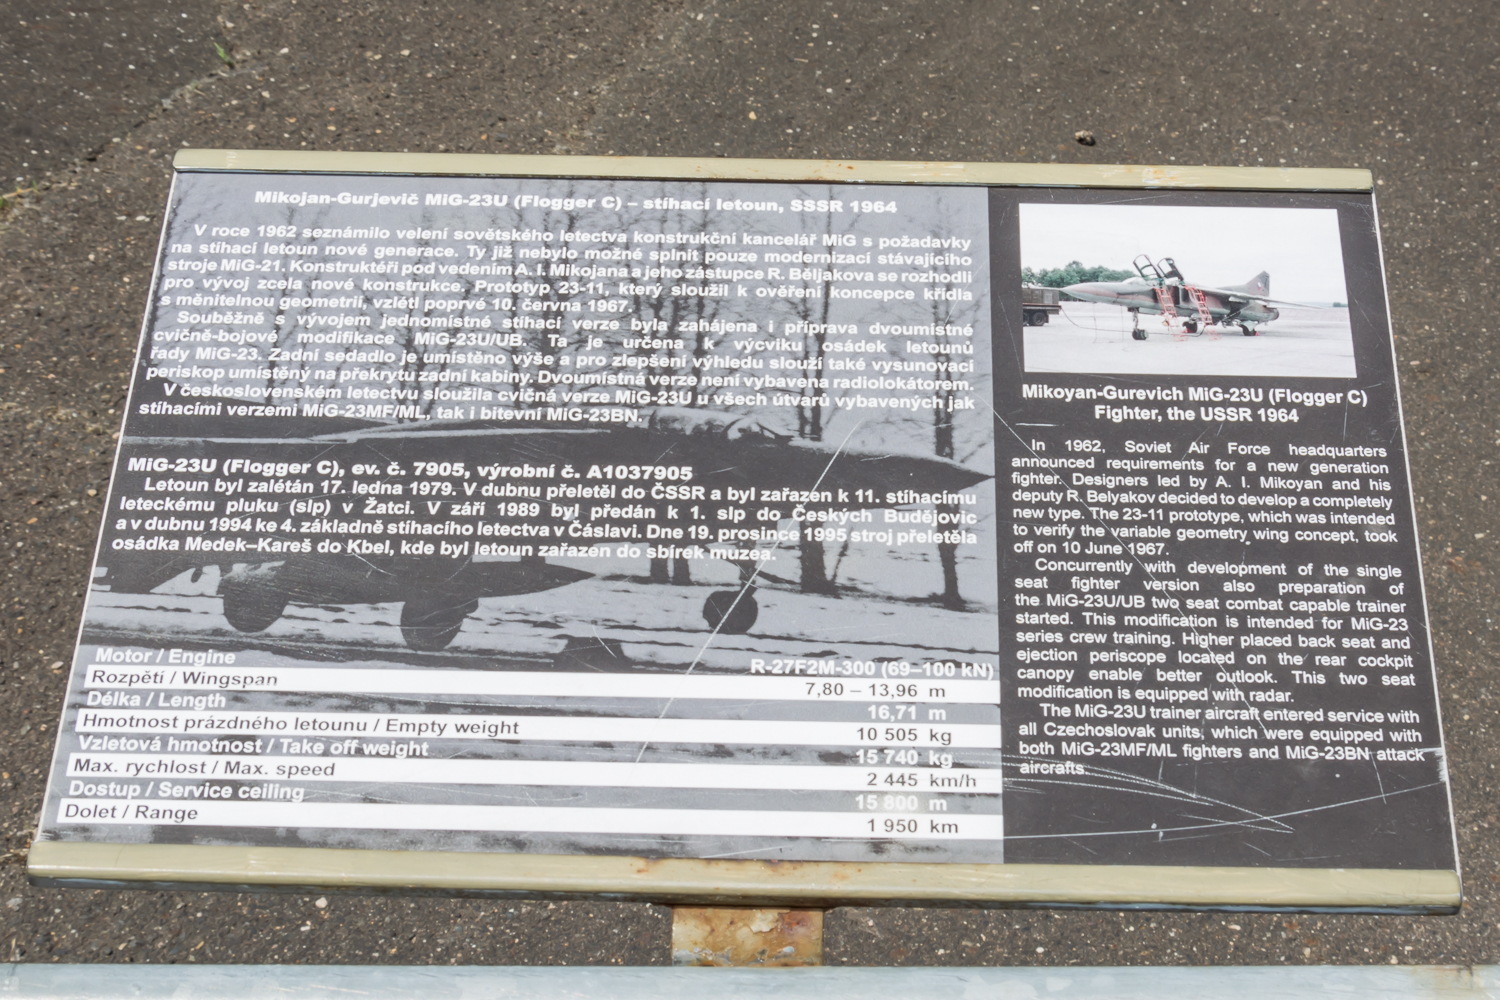 Mikojan-Gurjevič MiG-23U (Flogger C) – stíhací letoun, SSSR 1964
V roce 1962 seznámilo velení sovětského letectva konstrukční kancelář MiG s požadavky
na stíhací letoun nové generace. Ty již nebylo možné splnit pouze modernizací stávajícího
stroje MiG-21. Konstruktéři pod vedením A. I. Mikojana a jeho zástupce R. Běljakova se rozhodli
pro vývoj zcela nové konstrukce. Prototyp 23-11, který sloužil k ověření koncepce křídla
s měnitelnou geometrií, vzlétl poprvé 10. června 1967.
Souběžně s vývojem jednomístné stíhací verze byla zahájena i příprava dvoumístné
cvičně-bojové modifikace MiG-23U/UB. Ta je určena k výcviku osádek letounů
řady MiG-23. Zadní sedadlo je umístěno výše a pro zlepšení výhledu slouží také vysunovací
periskop umístěný na překrytu zadní kabiny. Dvoumístná verze není vybavena radiolokátorem.
V československém letectvu sloužila cvičná verze MiG-23U u všech útvarů vybavených jak
stíhacími verzemi MiG-23MF/ML, tak i bitevní MiG-23BN.
MiG-23U (Flogger C), ev. č. 7905, výrobní č. A1037905
Letoun byl zalétán 17. ledna 1979. V dubnu přeletěl do ČSSR a byl zařazen k 11. stíhacímu
leteckému pluku (slp) v Žatci. V září 1989 byl předán k 1. slp do Českých Budějovic
a v dubnu 1994 ke 4. základně stíhacího letectva v Čáslavi. Dne 19. prosince 1995 stroj přeletěla
osádka Medek–Kareš do Kbel, kde byl letoun zařazen do sbírek muzea.
Motor / Engine R-27F2M-300 (69–100 kN)
Rozpětí / Wingspan 7,80 – 13,96 m
Délka / Length 16,71 m
Hmotnost prázdného letounu / Empty weight 10 505 kg
Vzletová hmotnost / Take off weight 15 740 kg
Max. rychlost / Max. speed 2 445 km/h
Dostup / Service ceiling 15 800 m
Dolet / Range 1 950 km
Mikoyan-Gurevich MiG-23U (Flogger C)
Fighter, the USSR 1964
In 1962, Soviet Air Force headquarters
announced requirements for a new generation
fighter. Designers led by A. I. Mikoyan and his
deputy R. Belyakov decided to develop a completely
new type. The 23-11 prototype, which was intended
to verify the variable geometry wing concept, took
off on 10 June 1967.
Concurrently with development of the single
seat fighter version also preparation of
the MiG-23U/UB two seat combat capable trainer
started. This modification is intended for MiG-23
series crew training. Higher placed back seat and
ejection periscope located on the rear cockpit
canopy enable better outlook. This two seat
modification is equipped with radar.
The MiG-23U trainer aircraft entered service with
all Czechoslovak units, which were equipped with
both MiG-23MF/ML fighters and MiG-23BN attack
aircrafts.